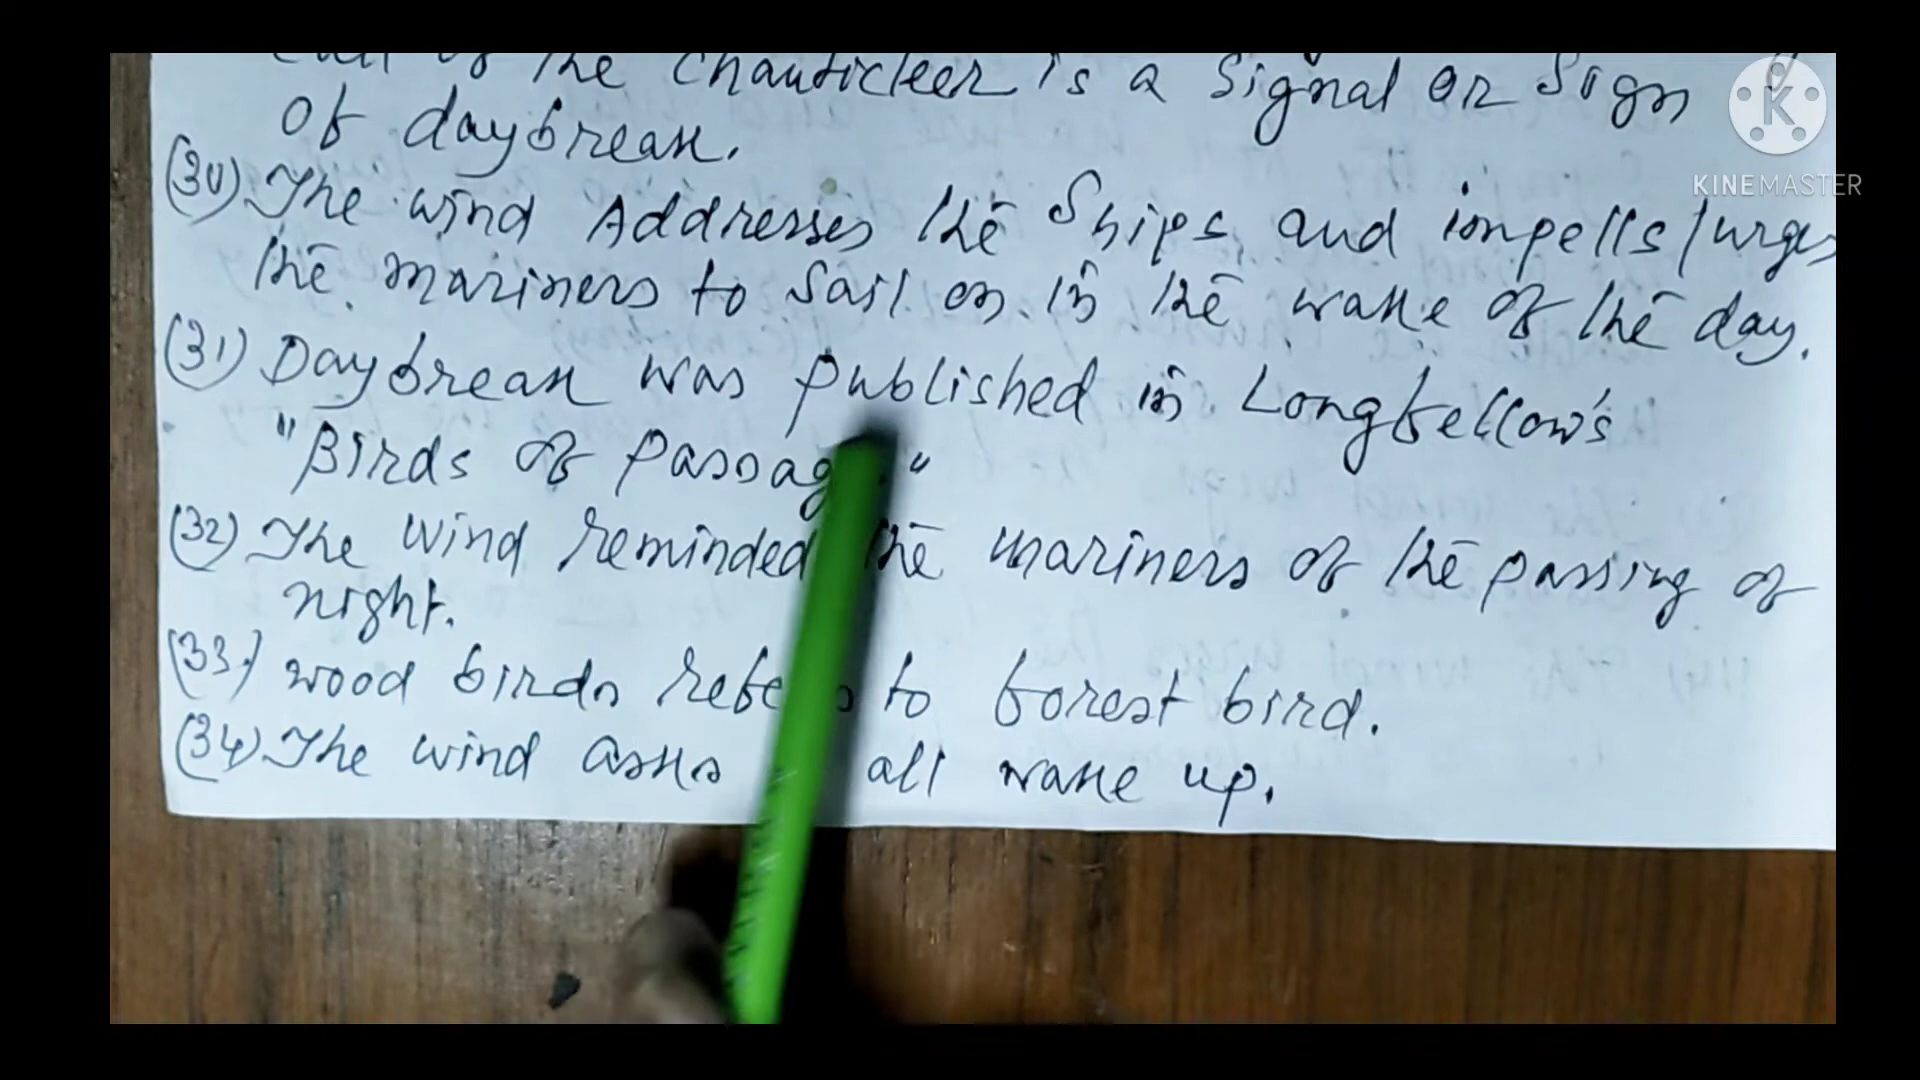 of the Chanticleer is a Signal or Sign
of daybreak.
(30) The wind Addresses the Ships and impells/urges
the mariners to Sail on in the wake of the day.
(31) Daybreak was published in Longfellow's
"Birds of Passage."
(32) The wind reminded the mariners of the passing of
night.
(33) wood birds refers to forest bird.
(34) The wind asks all wake up.
K
KINEMASTER